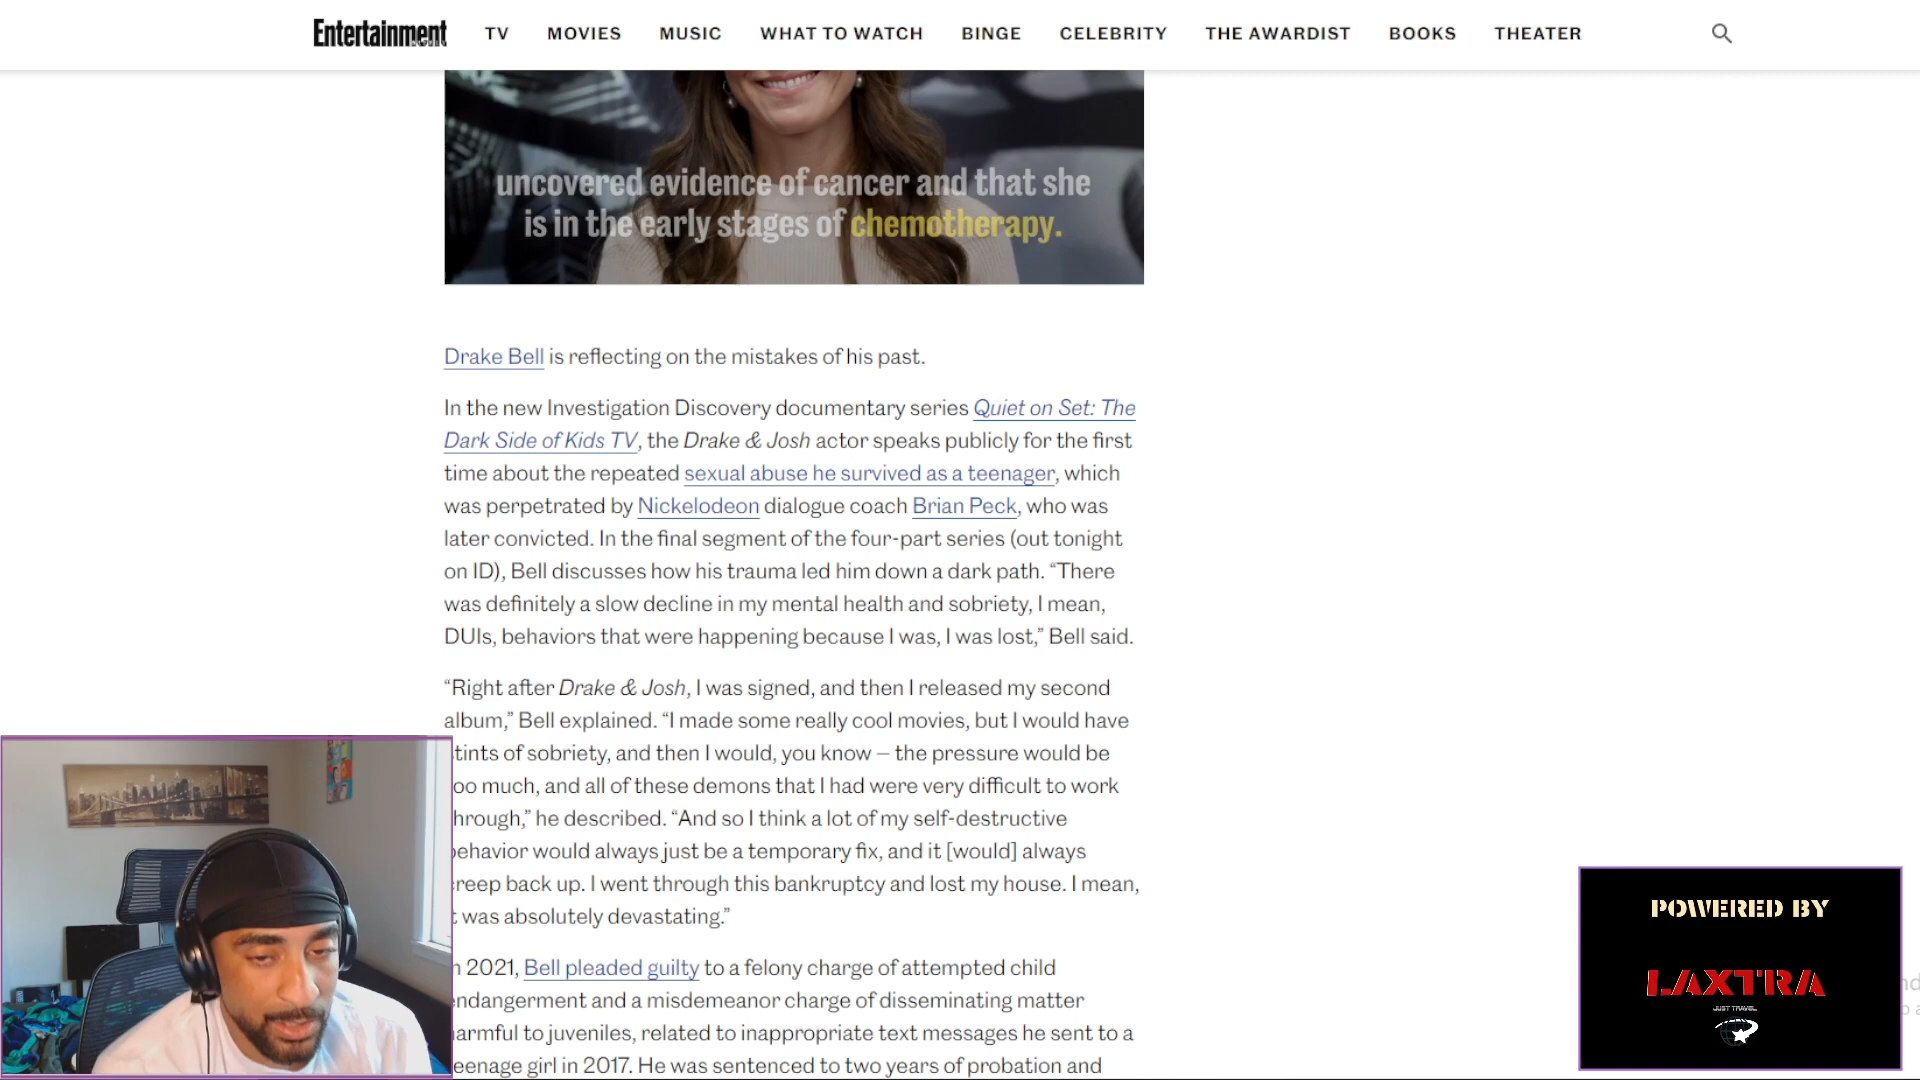 Entertainment
TV MOVIES MUSIC WHAT TO WATCH BINGE CELEBRITY THE AWARDIST BOOKS THEATER
uncovered evidence of cancer and that she
is in the early stages of chemotherapy.
Drake Bell is reflecting on the mistakes of his past.
In the new Investigation Discovery documentary series Quiet on Set: The
Dark Side of Kids TV, the Drake & Josh actor speaks publicly for the first
time about the repeated sexual abuse he survived as a teenager, which
was perpetrated by Nickelodeon dialogue coach Brian Peck, who was
later convicted. In the final segment of the four-part series (out tonight
on ID), Bell discusses how his trauma led him down a dark path. “There
was definitely a slow decline in my mental health and sobriety, I mean,
DUIs, behaviors that were happening because I was, I was lost,” Bell said.
“Right after Drake & Josh, I was signed, and then I released my second
album,” Bell explained. “I made some really cool movies, but I would have
tints of sobriety, and then I would, you know — the pressure would be
oo much, and all of these demons that I had were very difficult to work
hrough,” he described. “And so I think a lot of my self-destructive
ehavior would always just be a temporary fix, and it [would] always
reep back up. I went through this bankruptcy and lost my house. I mean,
t was absolutely devastating.”
n 2021, Bell pleaded guilty to a felony charge of attempted child
ndangerment and a misdemeanor charge of disseminating matter
armful to juveniles, related to inappropriate text messages he sent to a
eenage girl in 2017. He was sentenced to two years of probation and
POWERED BY
LAXTRA
JUST TRAVEL